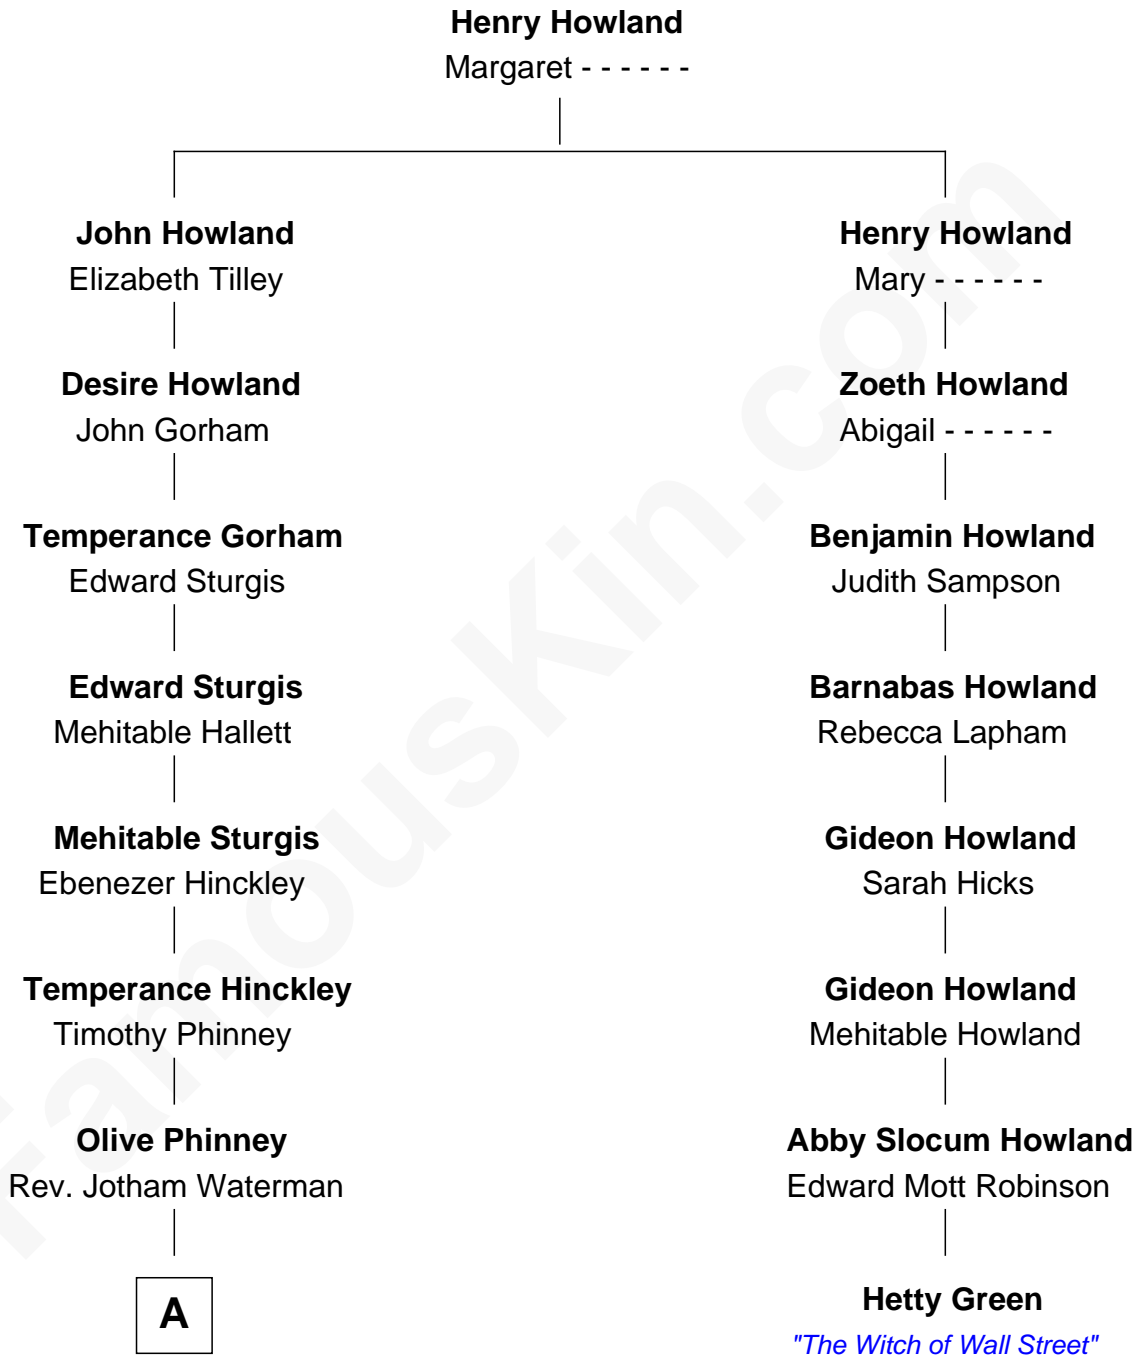 Henry Howland
Margaret - - - - - -
John Howland
Elizabeth Tilley
Henry Howland
Mary - - - - - -
Desire Howland
John Gorham
Zoeth Howland
Abigail - - - - - -
Temperance Gorham
Edward Sturgis
Benjamin Howland
Judith Sampson
Edward Sturgis
Mehitable Hallett
Barnabas Howland
Rebecca Lapham
Mehitable Sturgis
Ebenezer Hinckley
Gideon Howland
Sarah Hicks
Temperance Hinckley
Timothy Phinney
Gideon Howland
Mehitable Howland
Olive Phinney
Rev. Jotham Waterman
Abby Slocum Howland
Edward Mott Robinson
A
Hetty Green
"The Witch of Wall Street"
FamousKin.com